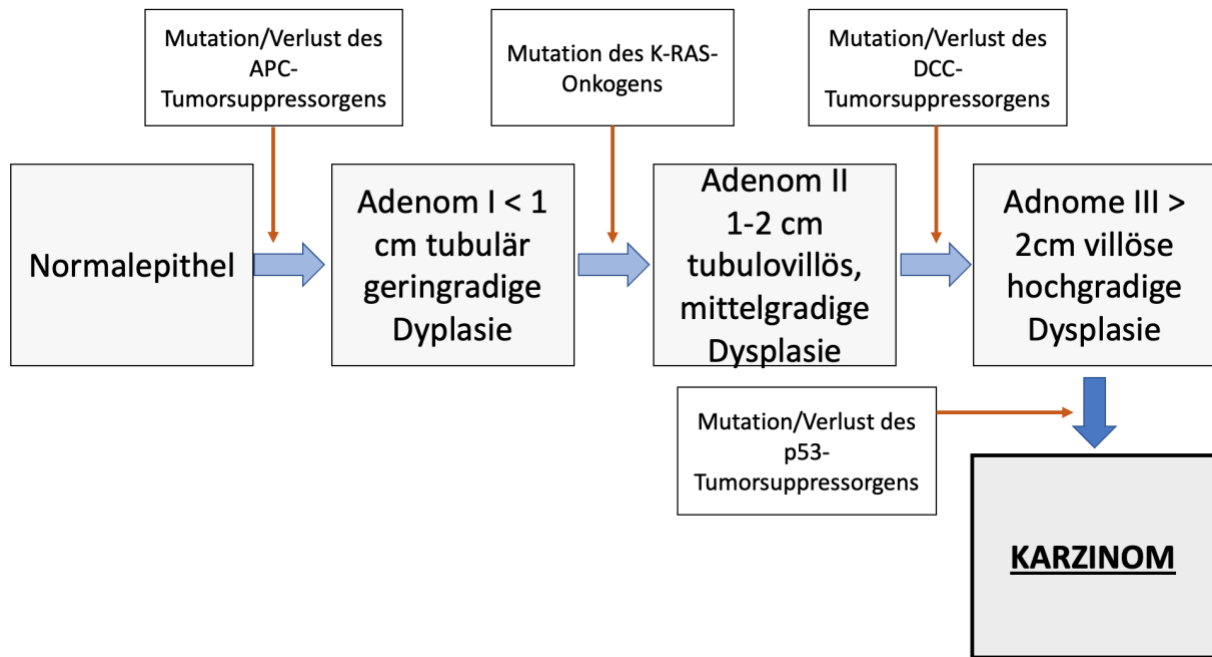 Mutation/Verlust des
APC-
Tumorsuppressorgens
Mutation des K-RAS-
Onkogens
Mutation/Verlust des
DCC-
Tumorsuppressorgens
Normalepithel
Adenom I < 1
cm tubulär
geringradige
Dyplasie
Adenom II
1-2 cm
tubulovillös,
mittelgradige
Dysplasie
Adnome III >
2cm villöse
hochgradige
Dysplasie
Mutation/Verlust des
p53-
Tumorsuppressorgens
KARZINOM